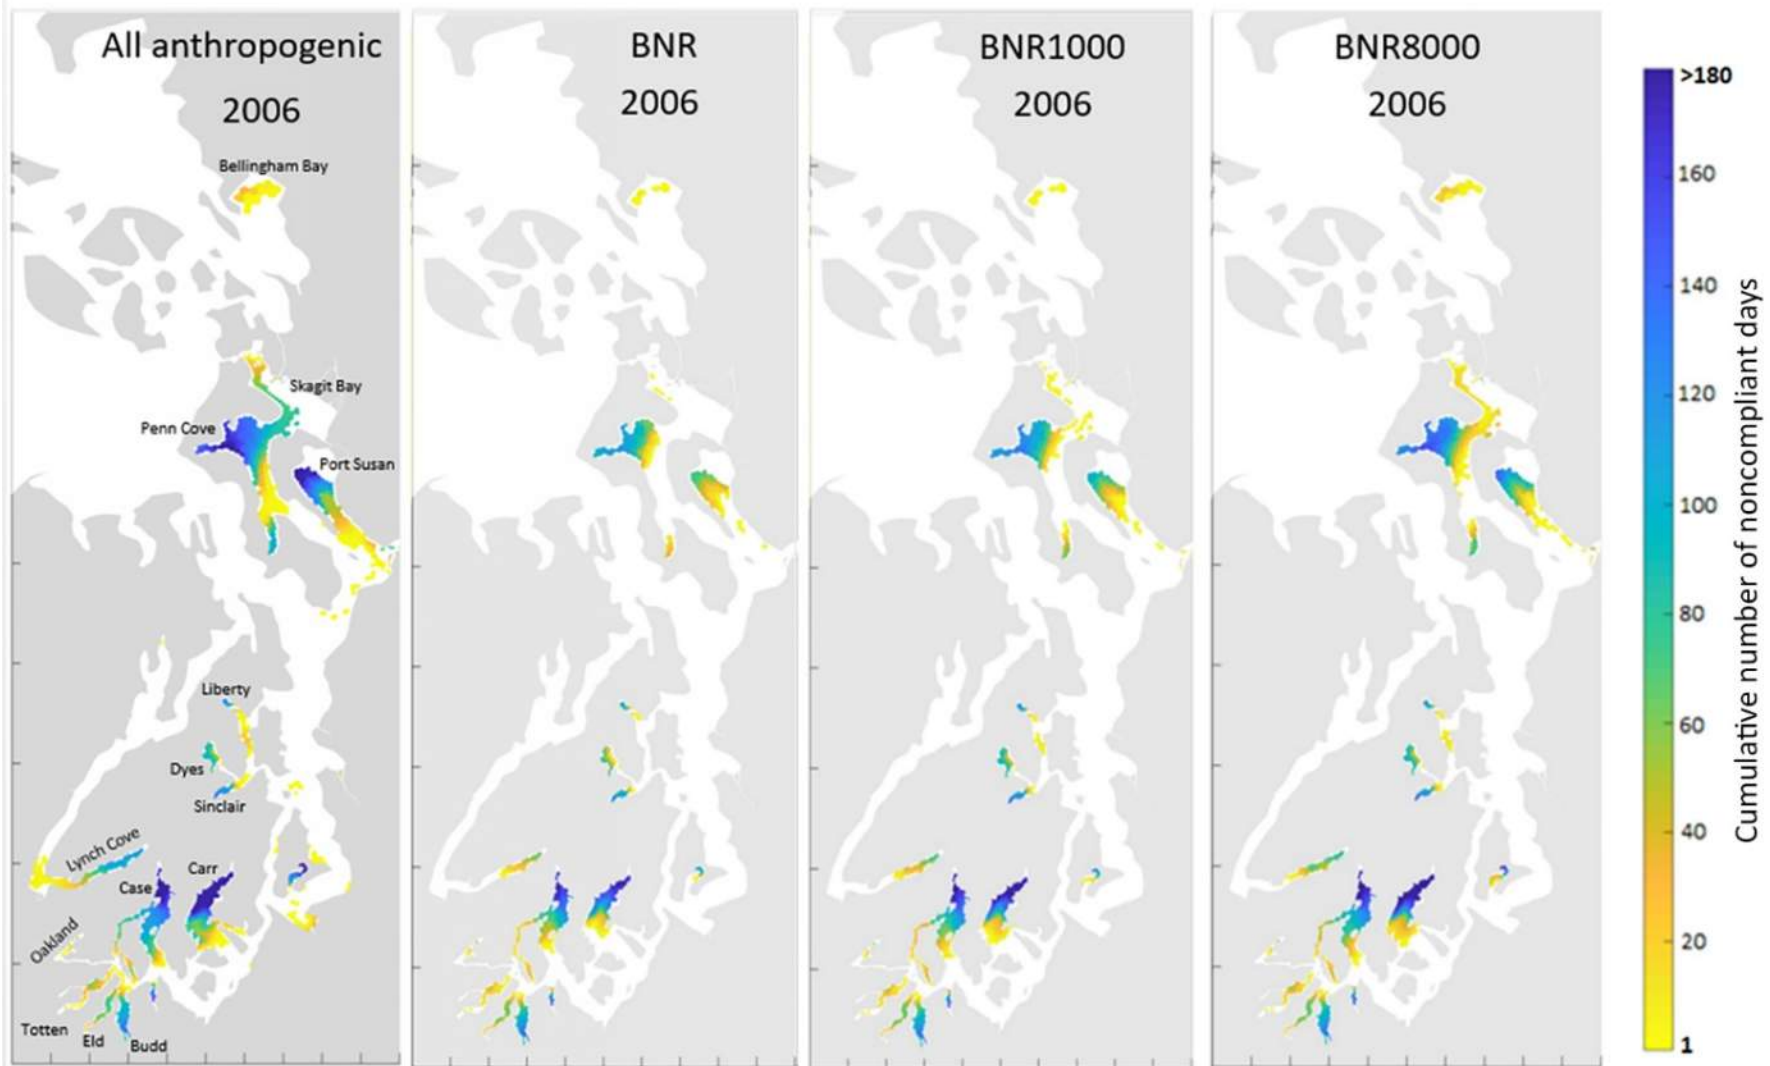 All anthropogenic
2006
BNR
2006
BNR1000
2006
BNR8000
2006
Bellingham Bay
Skagit Bay
Penn Cove
Port Susan
Liberty
Dyes
Sinclair
Lynch Cove
Case
Carr
Oakland
Totten
Eld
Budd
>180
160
140
120
100
80
60
40
20
1
Cumulative number of noncompliant days